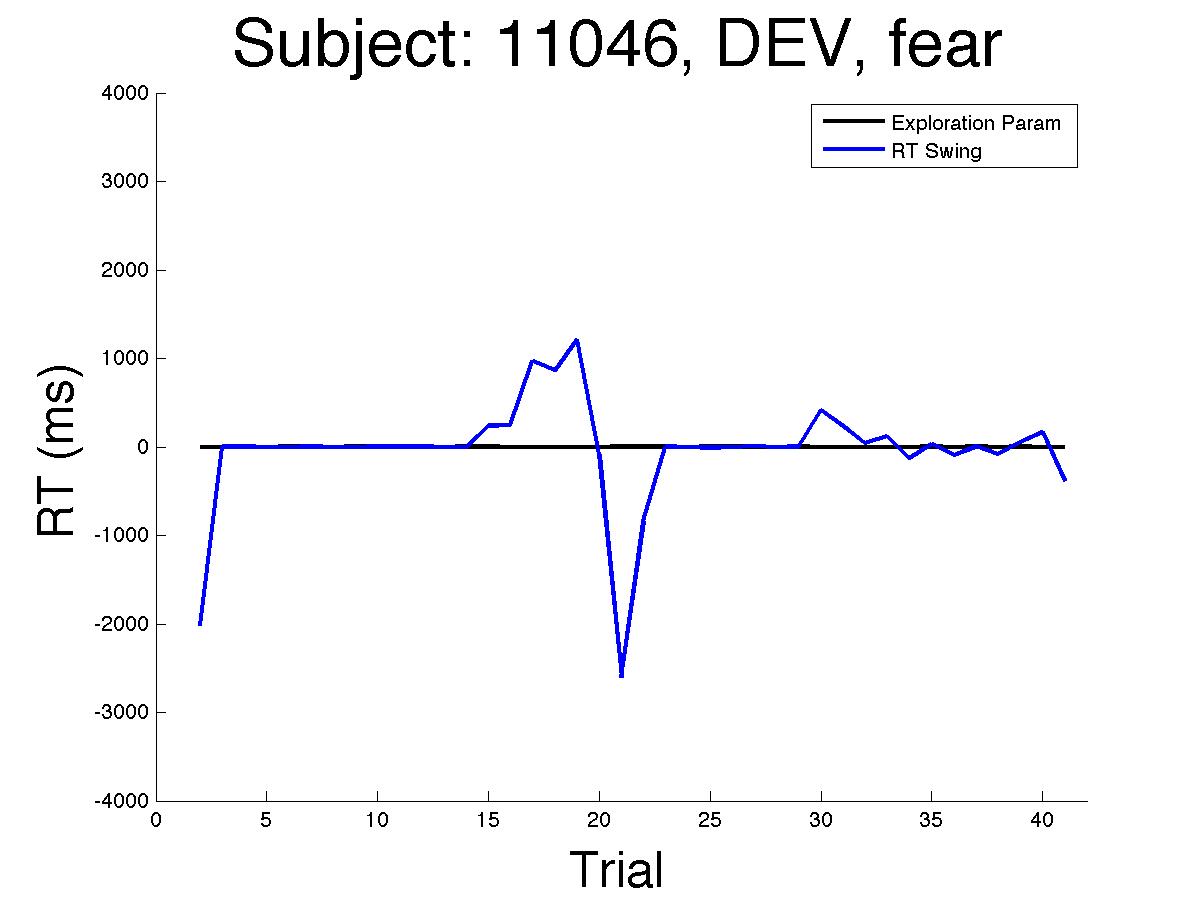 Subject: 11046, DEV, fear
Exploration Param
RT Swing
4000
3000
2000
1000
0
-1000
-2000
-3000
-4000
RT (ms)
0 5 10 15 20 25 30 35 40
Trial